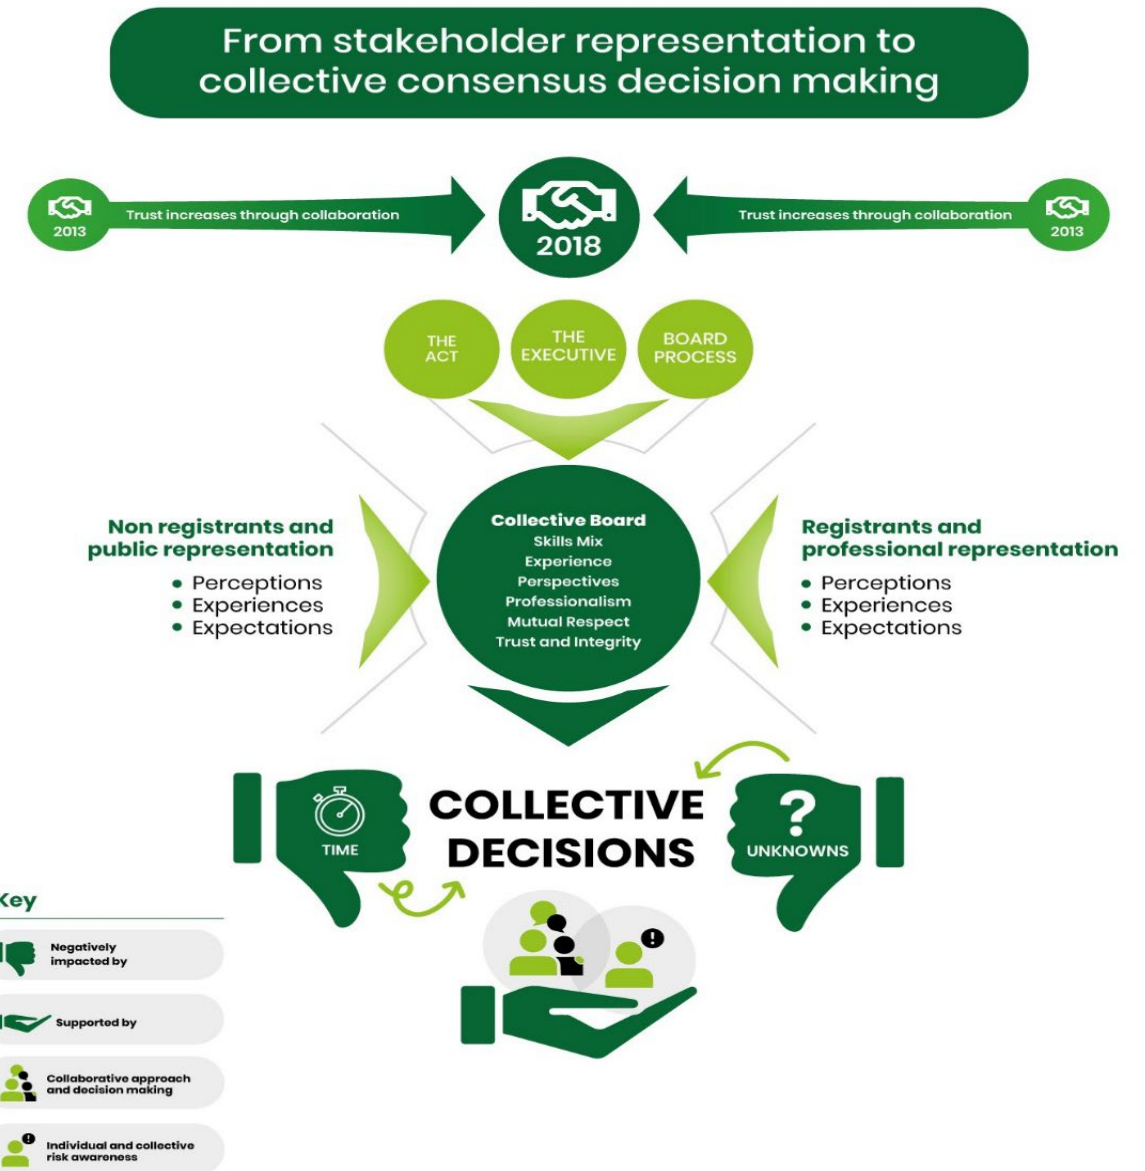 From stakeholder representation to
collective consensus decision making
2013
Trust increases through collaboration
2018
Trust increases through collaboration
2013
THE
ACT
THE
EXECUTIVE
BOARD
PROCESS
Non registrants and
public representation
• Perceptions
• Experiences
• Expectations
Collective Board
Skills Mix
Experience
Perspectives
Professionalism
Mutual Respect
Trust and Integrity
Registrants and
professional representation
• Perceptions
• Experiences
• Expectations
TIME
COLLECTIVE
DECISIONS
?
UNKNOWNS
!
Key
Negatively
impacted by
Supported by
Collaborative approach
and decision making
!
Individual and collective
risk awareness